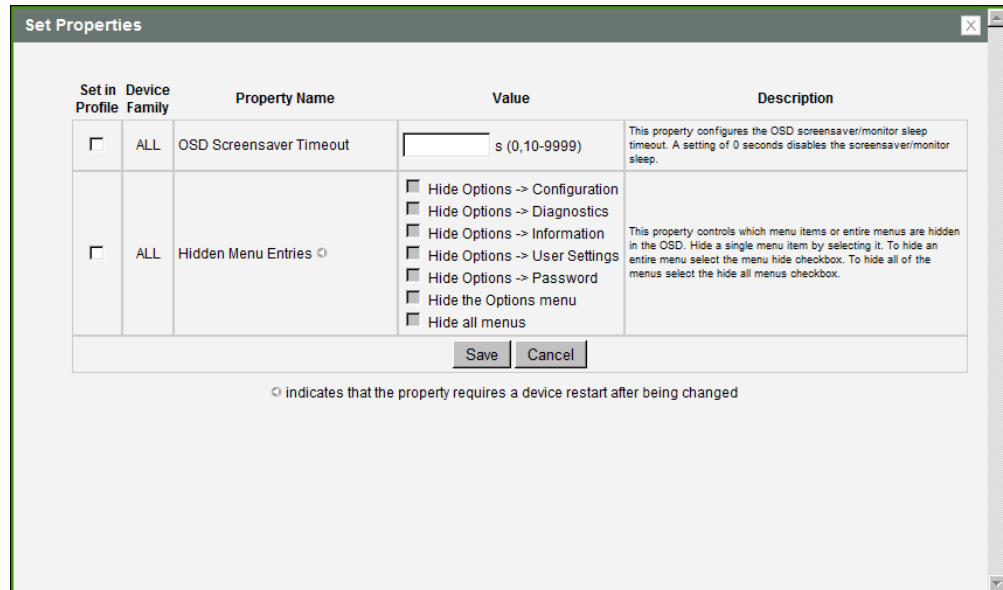 Set Properties
X
Set in Profile
Device Family
Property Name
Value
Description
ALL
OSD Screensaver Timeout
s (0,10-9999)
This property configures the OSD screensaver/monitor sleep
timeout. A setting of 0 seconds disables the screensaver/monitor
sleep.
ALL
Hidden Menu Entries
Hide Options -> Configuration
Hide Options -> Diagnostics
Hide Options -> Information
Hide Options -> User Settings
Hide Options -> Password
Hide the Options menu
Hide all menus
This property controls which menu items or entire menus are hidden
in the OSD. Hide a single menu item by selecting it. To hide an
entire menu select the menu hide checkbox. To hide all of the
menus select the hide all menus checkbox.
Save
Cancel
indicates that the property requires a device restart after being changed